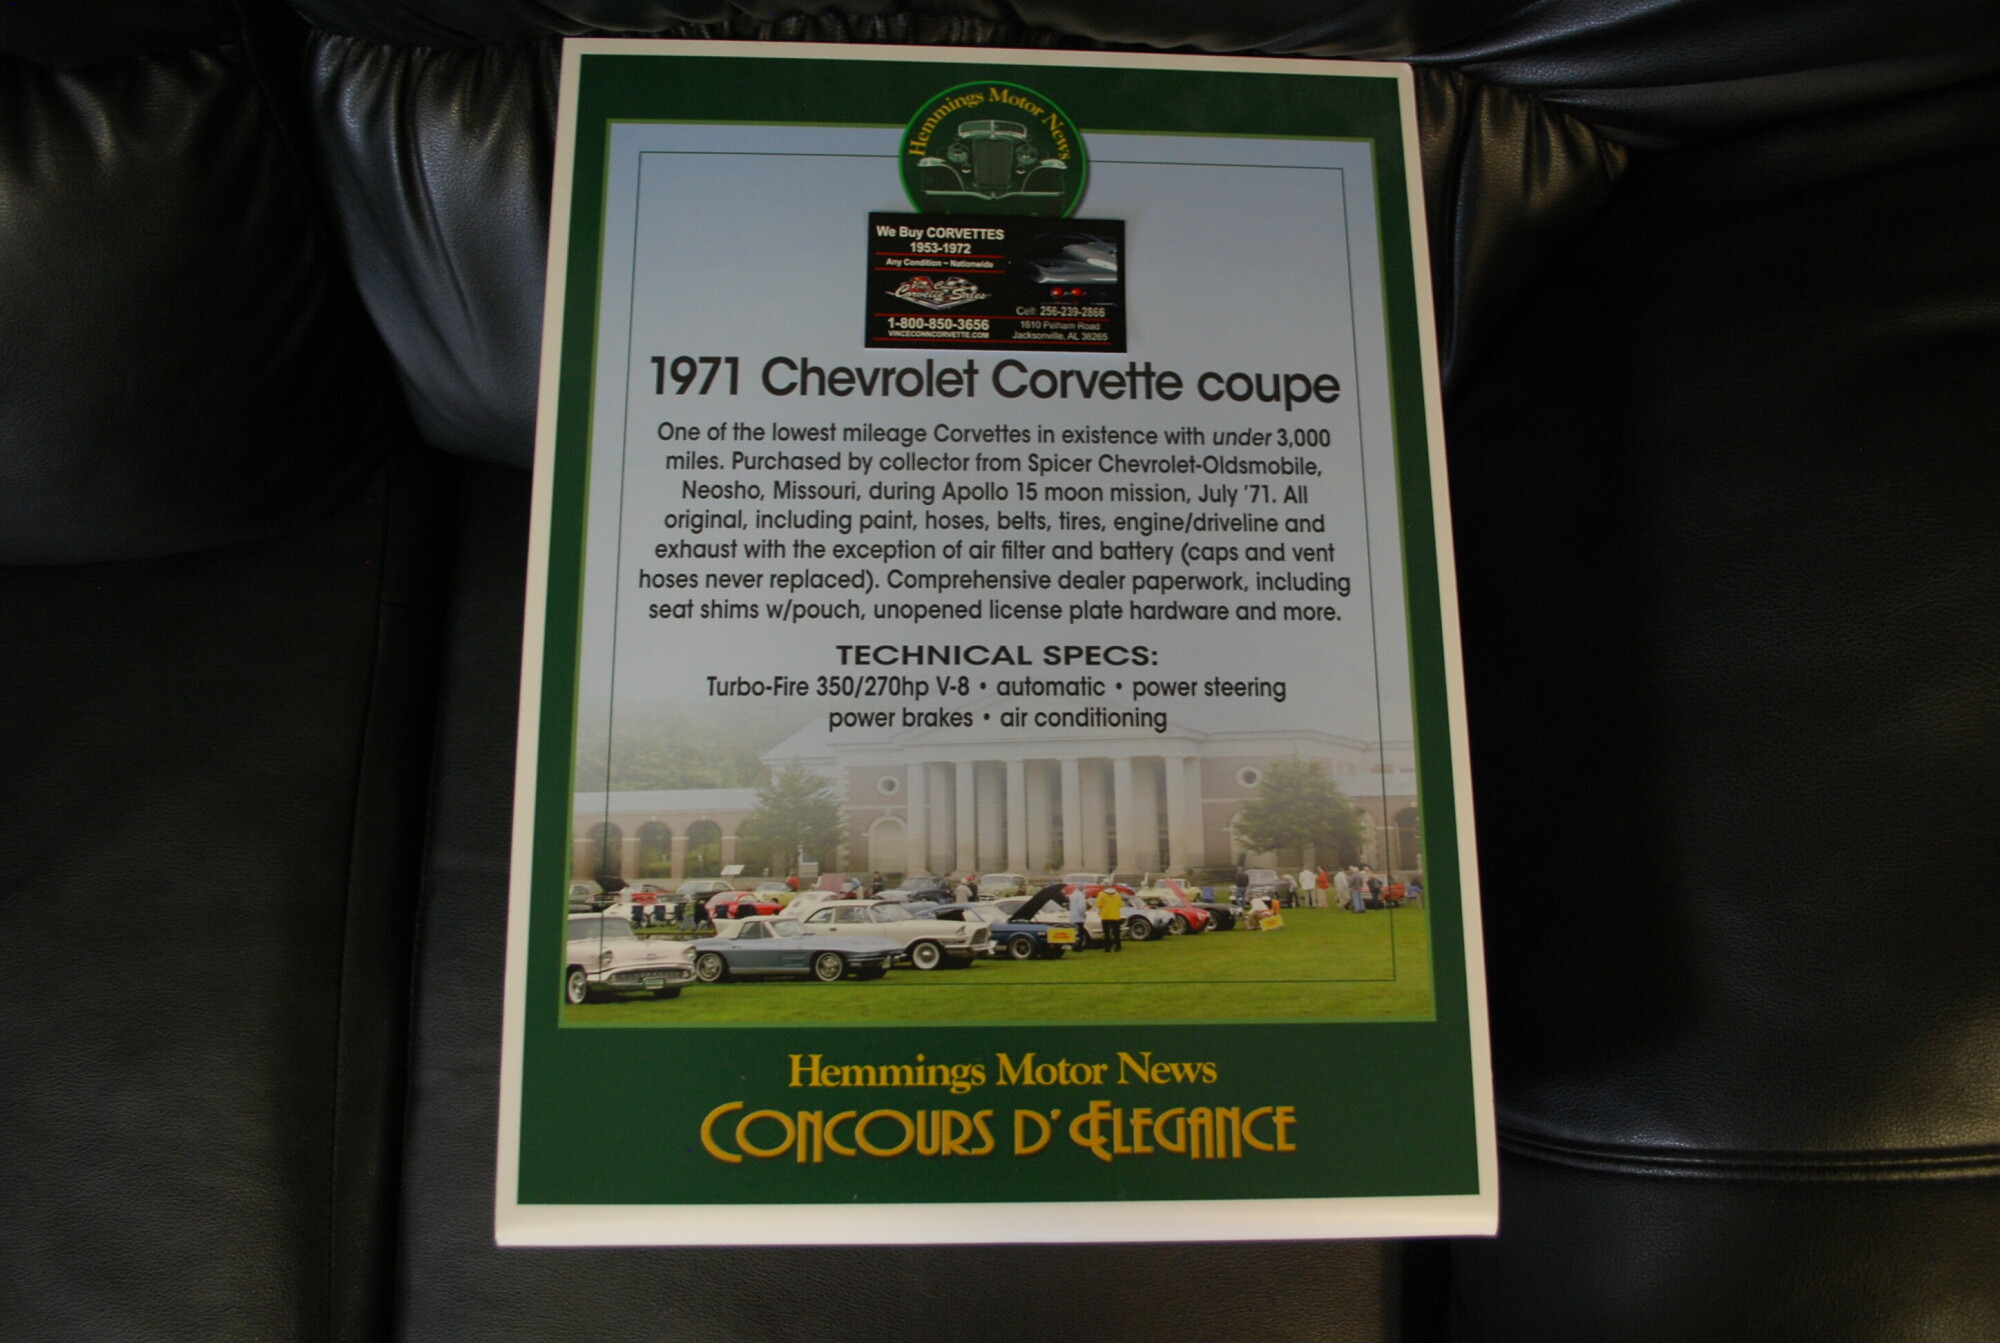 Hemmings Motor News
We Buy CORVETTES
1953-1972
Any Condition ~ Nationwide
Corvette Sales
Cell: 256-239-2866
1-800-850-3656
1610 Pelham Road
VINCECONNCORVETTE.COM
Jacksonville, AL 36265
1971 Chevrolet Corvette coupe
One of the lowest mileage Corvettes in existence with under 3,000
miles. Purchased by collector from Spicer Chevrolet-Oldsmobile,
Neosho, Missouri, during Apollo 15 moon mission, July '71. All
original, including paint, hoses, belts, tires, engine/driveline and
exhaust with the exception of air filter and battery (caps and vent
hoses never replaced). Comprehensive dealer paperwork, including
seat shims w/pouch, unopened license plate hardware and more.
TECHNICAL SPECS:
Turbo-Fire 350/270hp V-8 • automatic • power steering
power brakes • air conditioning
Hemmings Motor News
CONCOURS D' ELEGANCE